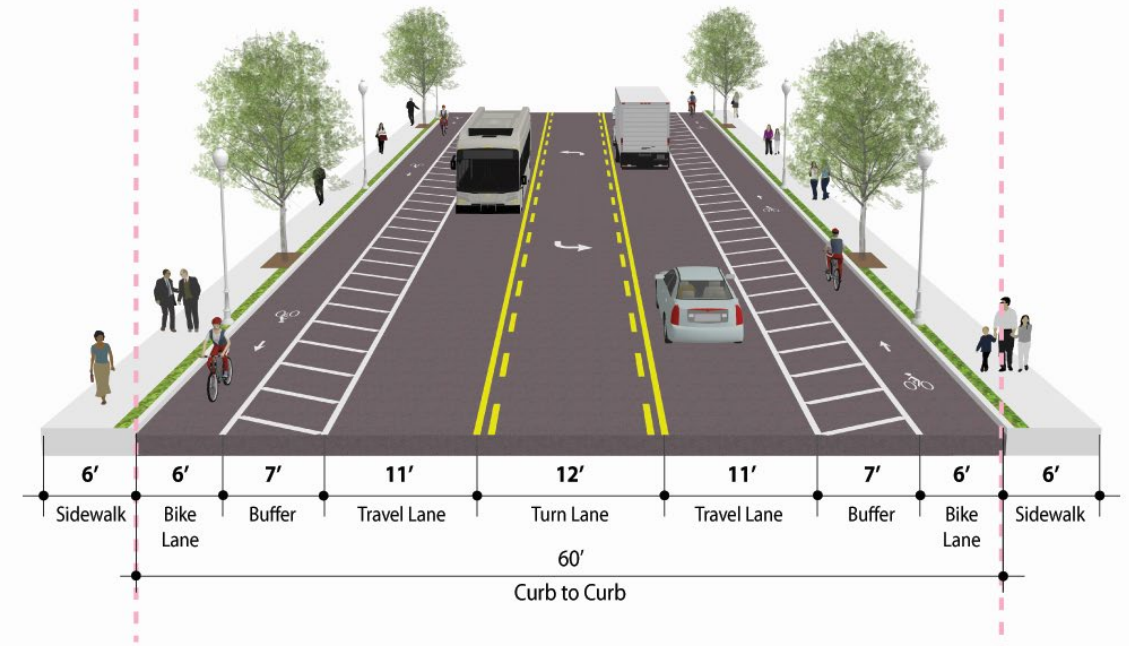 6’ 6’ 7’ 11’ 12’ 11’ 7’ 6’ 6’
Sidewalk Bike Lane Buffer Travel Lane Turn Lane Travel Lane Buffer Bike Lane Sidewalk
60’
Curb to Curb